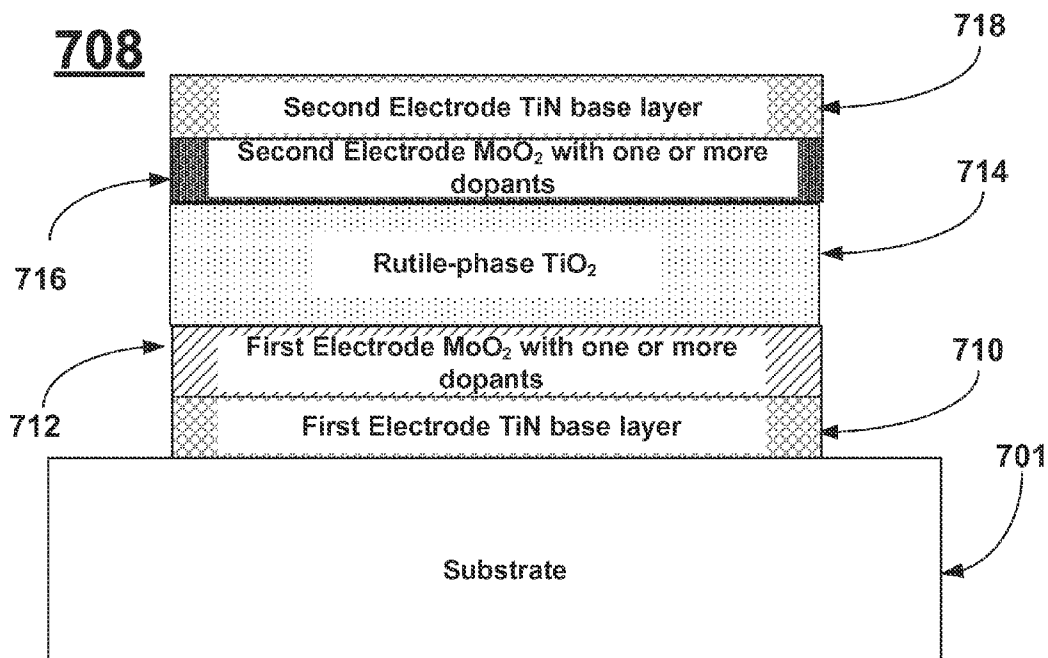 708
718
Second Electrode TiN base layer
Second Electrode MoO₂ with one or more
dopants
714
716
Rutile-phase TiO₂
First Electrode MoO₂ with one or more
dopants
710
712
First Electrode TiN base layer
701
Substrate